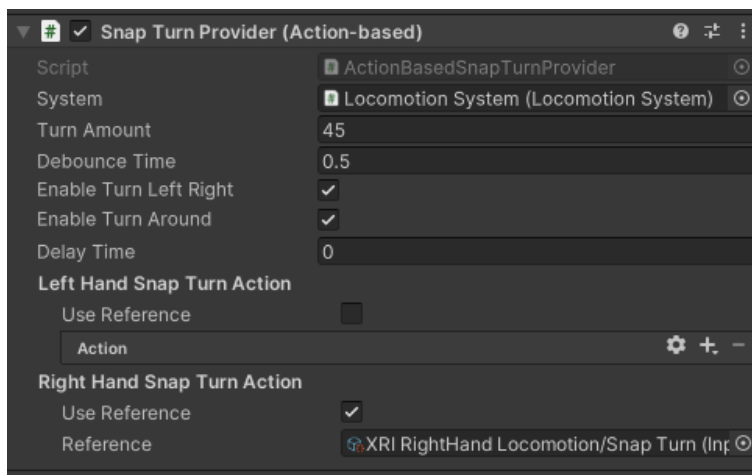 Snap Turn Provider (Action-based)
Script ActionBasedSnapTurnProvider
System Locomotion System (Locomotion System)
Turn Amount 45
Debounce Time 0.5
Enable Turn Left Right
Enable Turn Around
Delay Time 0
Left Hand Snap Turn Action
Use Reference
Action
Right Hand Snap Turn Action
Use Reference
Reference XRI RightHand Locomotion/Snap Turn (Inp